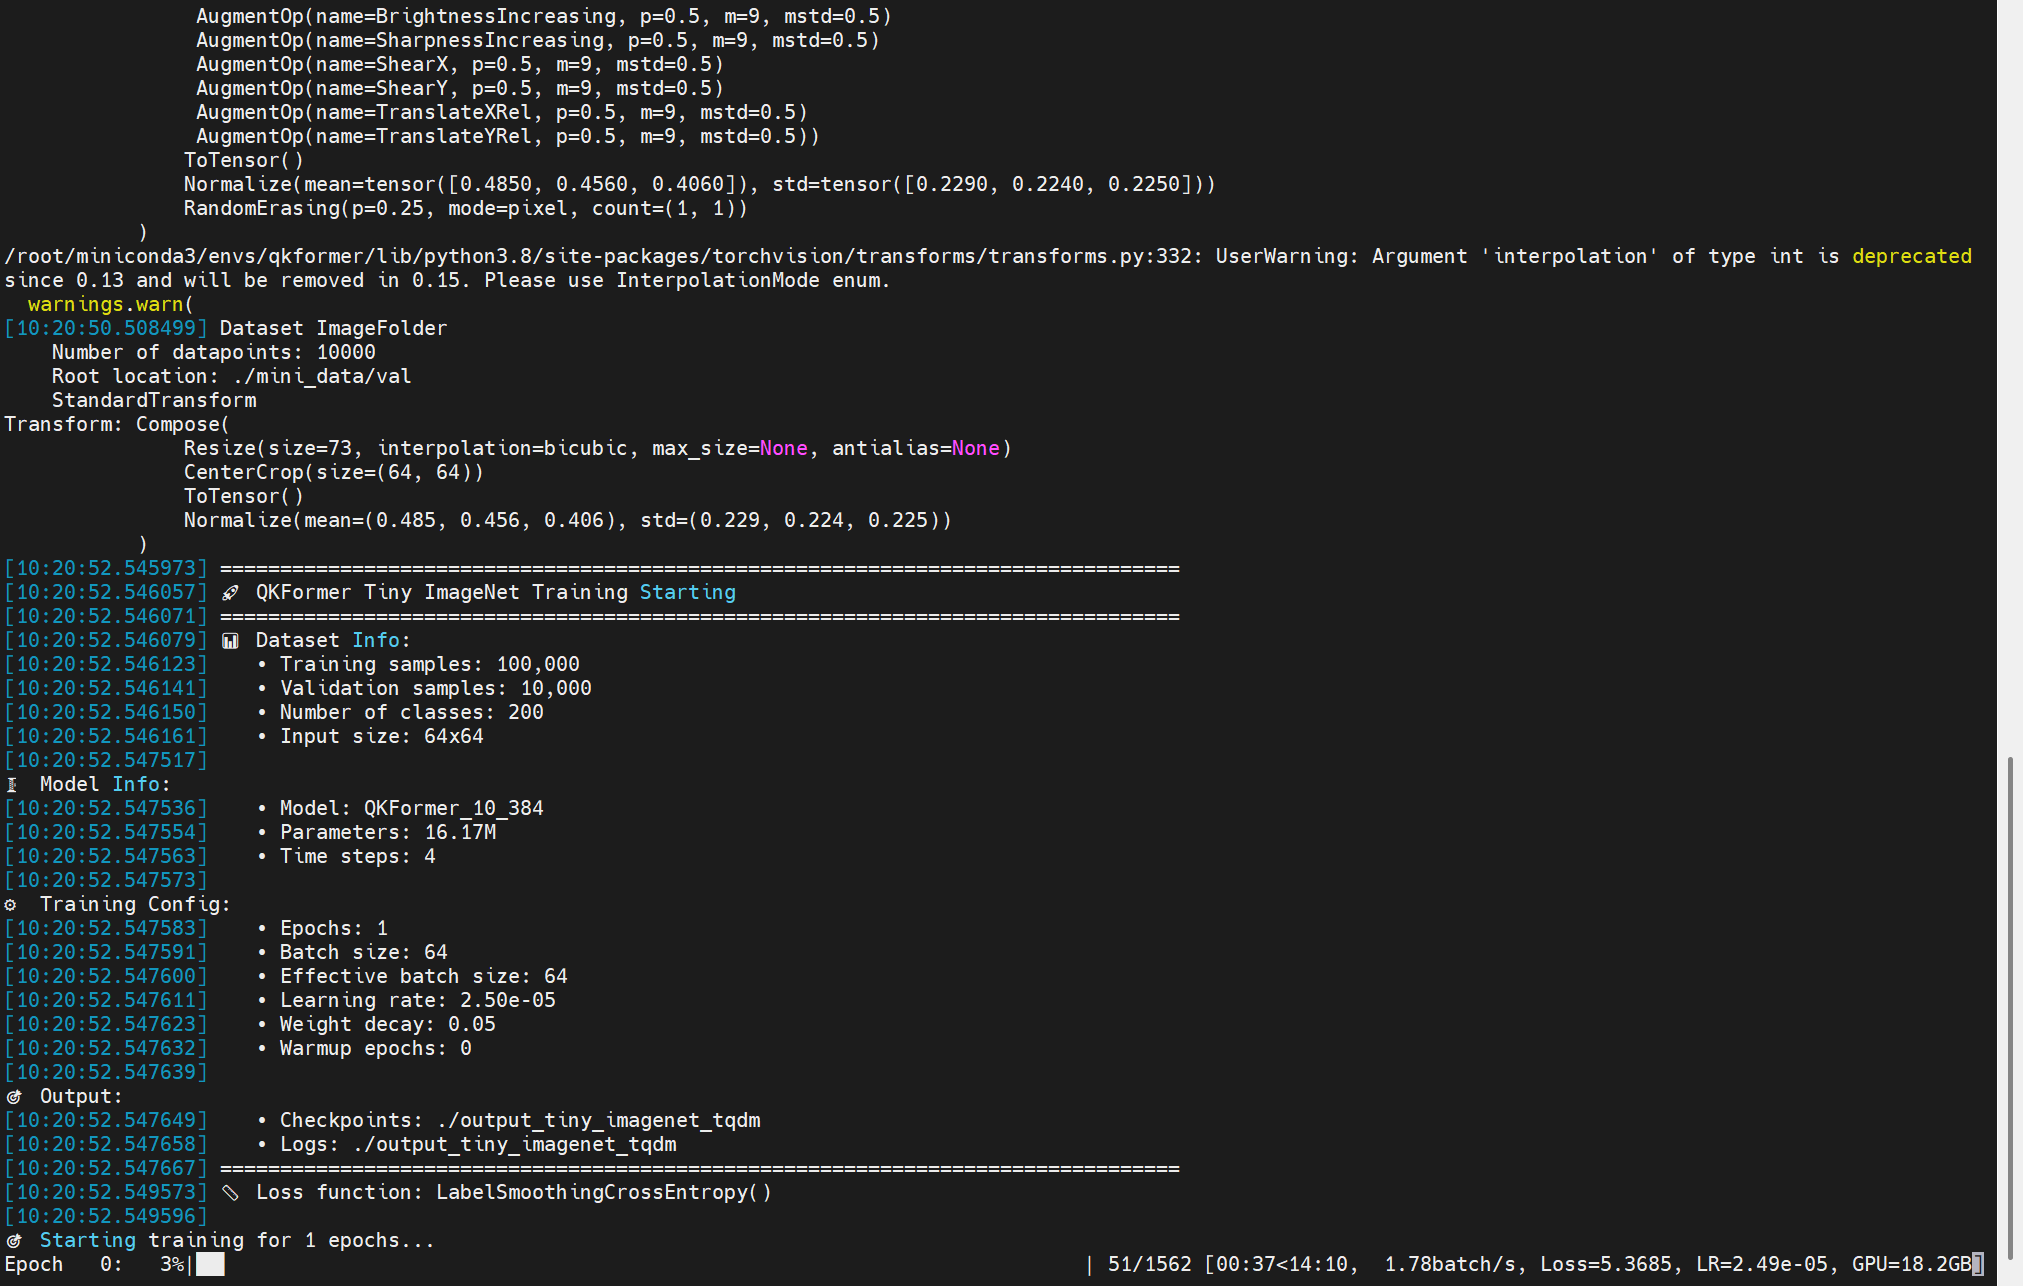 AugmentOp(name=BrightnessIncreasing, p=0.5, m=9, mstd=0.5)
AugmentOp(name=SharpnessIncreasing, p=0.5, m=9, mstd=0.5)
AugmentOp(name=ShearX, p=0.5, m=9, mstd=0.5)
AugmentOp(name=ShearY, p=0.5, m=9, mstd=0.5)
AugmentOp(name=TranslateXRel, p=0.5, m=9, mstd=0.5)
AugmentOp(name=TranslateYRel, p=0.5, m=9, mstd=0.5))
ToTensor()
Normalize(mean=tensor([0.4850, 0.4560, 0.4060]), std=tensor([0.2290, 0.2240, 0.2250]))
RandomErasing(p=0.25, mode=pixel, count=(1, 1))
)
/root/miniconda3/envs/qkformer/lib/python3.8/site-packages/torchvision/transforms/transforms.py:332: UserWarning: Argument 'interpolation' of type int is deprecated
since 0.13 and will be removed in 0.15. Please use InterpolationMode enum.
warnings.warn(
[10:20:50.508499] Dataset ImageFolder
Number of datapoints: 10000
Root location: ./mini_data/val
StandardTransform
Transform: Compose(
Resize(size=73, interpolation=bicubic, max_size=None, antialias=None)
CenterCrop(size=(64, 64))
ToTensor()
Normalize(mean=(0.485, 0.456, 0.406), std=(0.229, 0.224, 0.225))
)
[10:20:52.545973] ================================================================================
[10:20:52.546057] 🚀 QKFormer Tiny ImageNet Training Starting
[10:20:52.546071] ================================================================================
[10:20:52.546079] 📊 Dataset Info:
[10:20:52.546123] • Training samples: 100,000
[10:20:52.546141] • Validation samples: 10,000
[10:20:52.546150] • Number of classes: 200
[10:20:52.546161] • Input size: 64x64
[10:20:52.547517]
Model Info:
[10:20:52.547536] • Model: QKFormer_10_384
[10:20:52.547554] • Parameters: 16.17M
[10:20:52.547563] • Time steps: 4
[10:20:52.547573]
⚙ Training Config:
[10:20:52.547583] • Epochs: 1
[10:20:52.547591] • Batch size: 64
[10:20:52.547600] • Effective batch size: 64
[10:20:52.547611] • Learning rate: 2.50e-05
[10:20:52.547623] • Weight decay: 0.05
[10:20:52.547632] • Warmup epochs: 0
[10:20:52.547639]
🎯 Output:
[10:20:52.547649] • Checkpoints: ./output_tiny_imagenet_tqdm
[10:20:52.547658] • Logs: ./output_tiny_imagenet_tqdm
[10:20:52.547667] ================================================================================
[10:20:52.549573] 📏 Loss function: LabelSmoothingCrossEntropy()
[10:20:52.549596]
🎯 Starting training for 1 epochs...
Epoch 0: 3%|██ | 51/1562 [00:37<14:10, 1.78batch/s, Loss=5.3685, LR=2.49e-05, GPU=18.2GB]